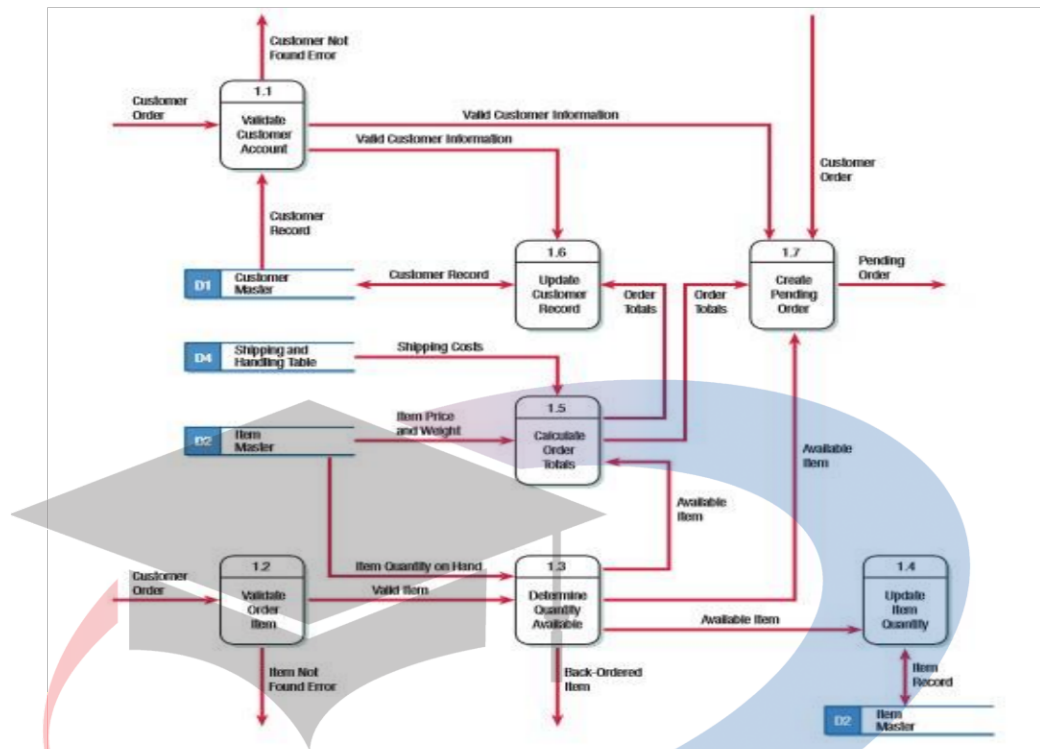 Customer Not
Found Error
1.1
Validate
Customer
Account
Customer
Order
Valid Customer Information
Valid Customer Information
Customer
Order
Customer
Record
1.6
Update
Customer
Record
1.7
Create
Pending
Order
Pending
Order
D1
Customer
Master
Customer Record
Order
Totals
Order
Totals
D4
Shipping and
Handling Table
Shipping Costs
1.5
Calculate
Order
Totals
D2
Item
Master
Item Price
and Weight
Available
Item
Available
Item
1.2
Validate
Order
Item
Customer
Order
Item Quantity on Hand
Valid Item
1.3
Determine
Quantity
Available
1.4
Update
Item
Quantity
Available Item
Item Not
Found Error
Back-Ordered
Item
Item
Record
D2
Item
Master